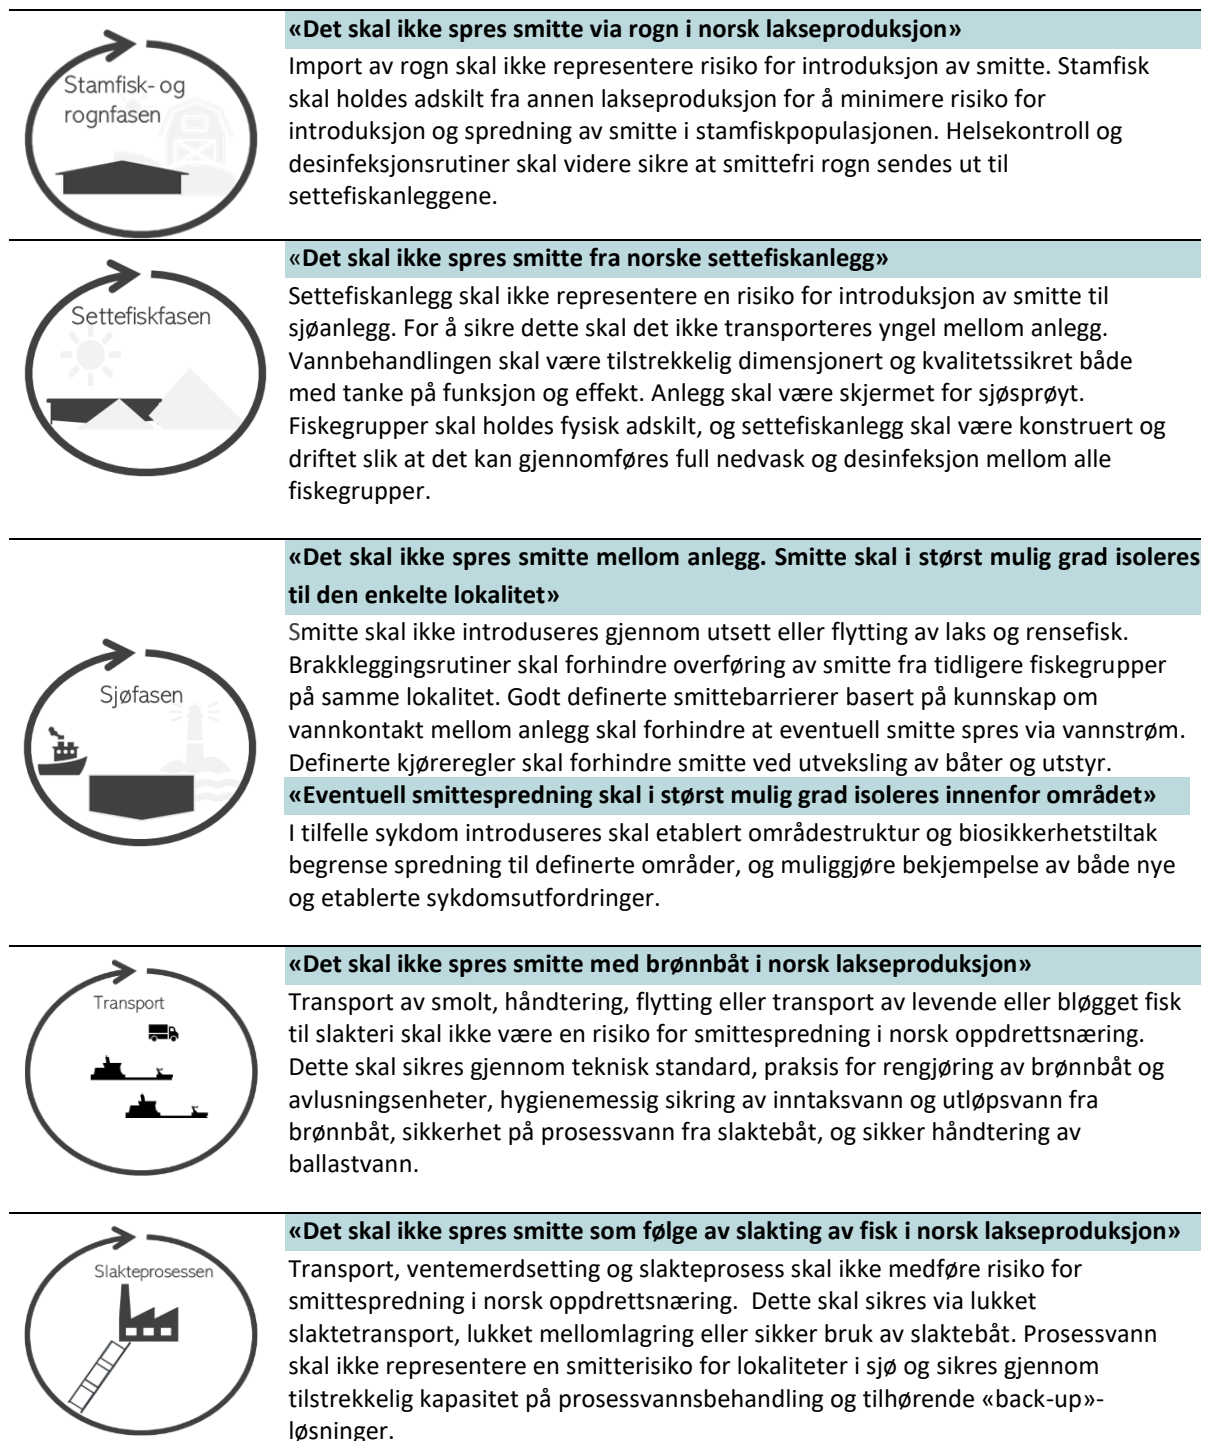 «Det skal ikke spres smitte via rogn i norsk lakseproduksjon»
Stamfisk- og
rognfasen
Import av rogn skal ikke representere risiko for introduksjon av smitte. Stamfisk
skal holdes adskilt fra annen lakseproduksjon for å minimere risiko for
introduksjon og spredning av smitte i stamfiskpopulasjonen. Helsekontroll og
desinfeksjonsrutiner skal videre sikre at smittefri rogn sendes ut til
settefiskanleggene.
«Det skal ikke spres smitte fra norske settefiskanlegg»
Settefiskfasen
Settefiskanlegg skal ikke representere en risiko for introduksjon av smitte til
sjøanlegg. For å sikre dette skal det ikke transporteres yngel mellom anlegg.
Vannbehandlingen skal være tilstrekkelig dimensjonert og kvalitetssikret både
med tanke på funksjon og effekt. Anlegg skal være skjermet for sjøsprøyt.
Fiskegrupper skal holdes fysisk adskilt, og settefiskanlegg skal være konstruert og
driftet slik at det kan gjennomføres full nedvask og desinfeksjon mellom alle
fiskegrupper.
«Det skal ikke spres smitte mellom anlegg. Smitte skal i størst mulig grad isoleres
til den enkelte lokalitet»
Sjøfasen
Smitte skal ikke introduseres gjennom utsett eller flytting av laks og rensefisk.
Brakkleggingsrutiner skal forhindre overføring av smitte fra tidligere fiskegrupper
på samme lokalitet. Godt definerte smittebarrierer basert på kunnskap om
vannkontakt mellom anlegg skal forhindre at eventuell smitte spres via vannstrøm.
Definerte kjøreregler skal forhindre smitte ved utveksling av båter og utstyr.
«Eventuell smittespredning skal i størst mulig grad isoleres innenfor området»
I tilfelle sykdom introduseres skal etablert områdestruktur og biosikkerhetstiltak
begrense spredning til definerte områder, og muliggjøre bekjempelse av både nye
og etablerte sykdomsutfordringer.
«Det skal ikke spres smitte med brønnbåt i norsk lakseproduksjon»
Transport
Transport av smolt, håndtering, flytting eller transport av levende eller bløgget fisk
til slakteri skal ikke være en risiko for smittespredning i norsk oppdrettsnæring.
Dette skal sikres gjennom teknisk standard, praksis for rengjøring av brønnbåt og
avlusningsenheter, hygienemessig sikring av inntaksvann og utløpsvann fra
brønnbåt, sikkerhet på prosessvann fra slaktebåt, og sikker håndtering av
ballastvann.
«Det skal ikke spres smitte som følge av slakting av fisk i norsk lakseproduksjon»
Slakteprosessen
Transport, ventemerdsetting og slakteprosess skal ikke medføre risiko for
smittespredning i norsk oppdrettsnæring. Dette skal sikres via lukket
slaktetransport, lukket mellomlagring eller sikker bruk av slaktebåt. Prosessvann
skal ikke representere en smitterisiko for lokaliteter i sjø og sikres gjennom
tilstrekkelig kapasitet på prosessvannsbehandling og tilhørende «back-up»-
løsninger.